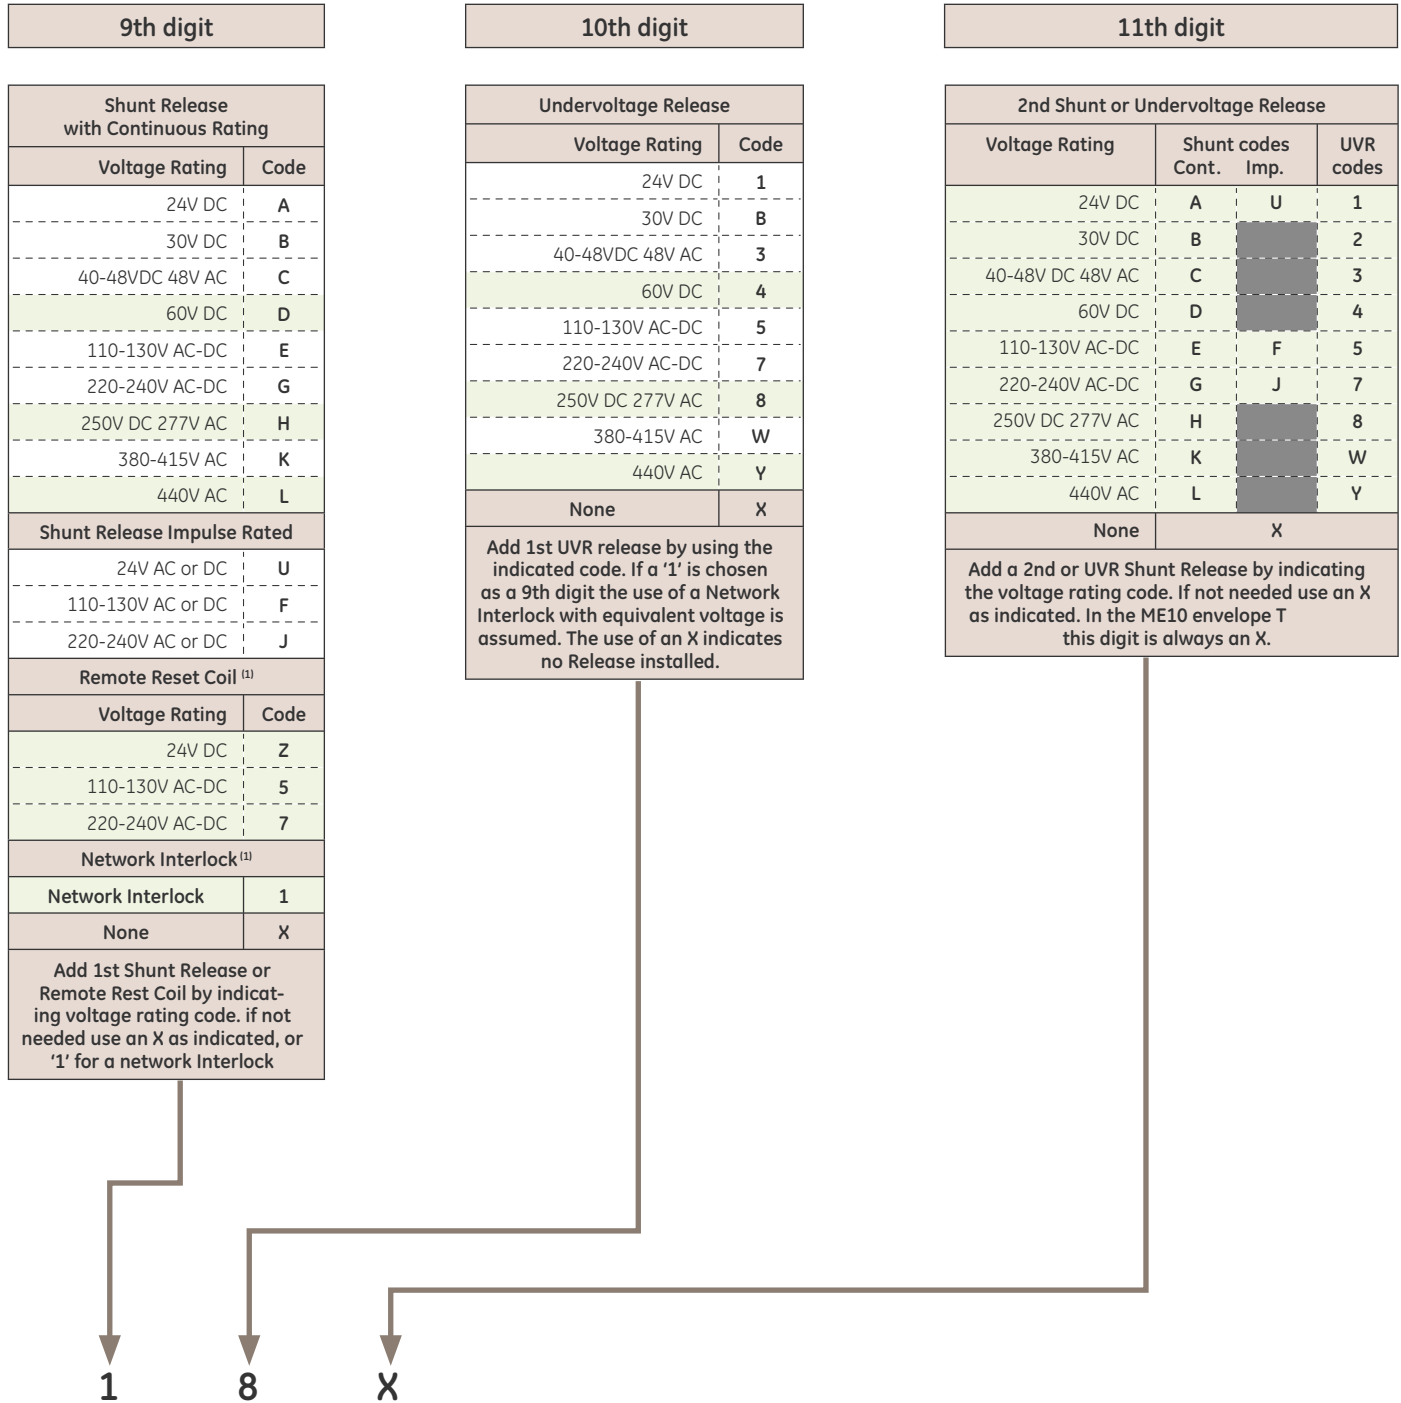 9th digit
Shunt Release
with Continuous Rating
Voltage Rating Code
24V DC A
30V DC B
40-48VDC 48V AC C
60V DC D
110-130V AC-DC E
220-240V AC-DC G
250V DC 277V AC H
380-415V AC K
440V AC L
Shunt Release Impulse Rated
24V AC or DC U
110-130V AC or DC F
220-240V AC or DC J
Remote Reset Coil (1)
Voltage Rating Code
24V DC Z
110-130V AC-DC 5
220-240V AC-DC 7
Network Interlock (1)
Network Interlock 1
None X
Add 1st Shunt Release or
Remote Rest Coil by indicat-
ing voltage rating code. if not
needed use an X as indicated, or
‘1’ for a network Interlock
10th digit
Undervoltage Release
Voltage Rating Code
24V DC 1
30V DC B
40-48VDC 48V AC 3
60V DC 4
110-130V AC-DC 5
220-240V AC-DC 7
250V DC 277V AC 8
380-415V AC W
440V AC Y
None X
Add 1st UVR release by using the
indicated code. If a ‘1’ is chosen
as a 9th digit the use of a Network
Interlock with equivalent voltage is
assumed. The use of an X indicates
no Release installed.
11th digit
2nd Shunt or Undervoltage Release
Voltage Rating Shunt codes UVR
Cont. Imp. codes
24V DC A U 1
30V DC B 2
40-48V DC 48V AC C 3
60V DC D 4
110-130V AC-DC E F 5
220-240V AC-DC G J 7
250V DC 277V AC H 8
380-415V AC K W
440V AC L Y
None X
Add a 2nd or UVR Shunt Release by indicating
the voltage rating code. If not needed use an X
as indicated. In the ME10 envelope T
this digit is always an X.
1 8 X